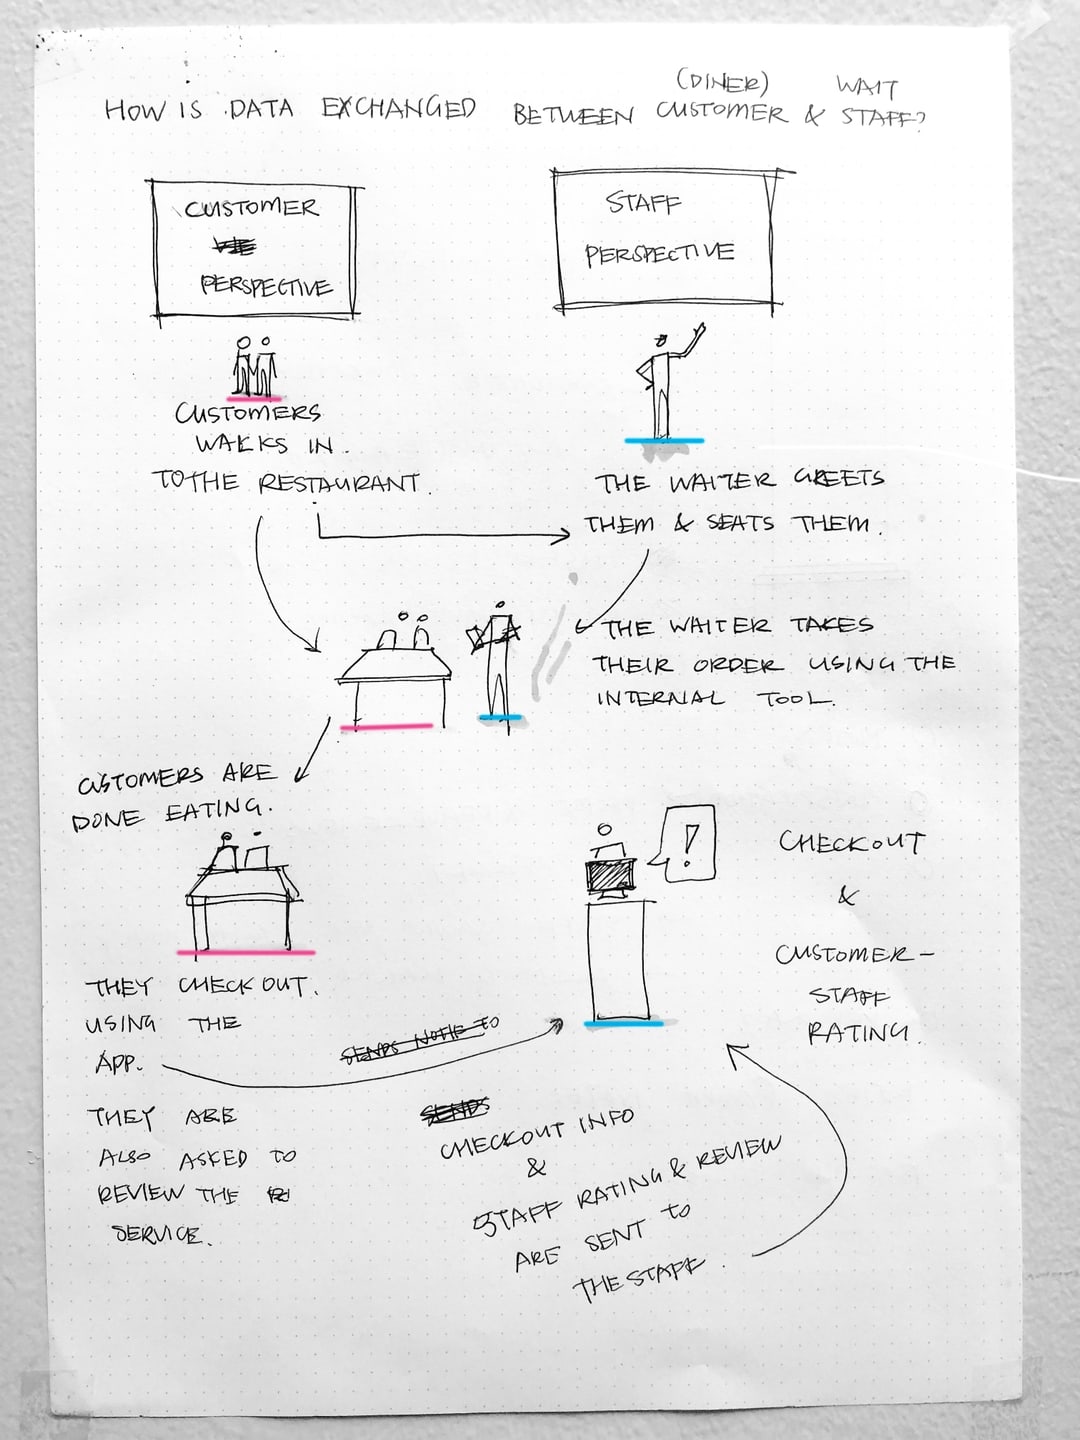 (DINER) WAIT
HOW IS DATA EXCHANGED BETWEEN CUSTOMER & STAFF?
CUSTOMER
PERSPECTIVE
STAFF
PERSPECTIVE
CUSTOMERS
WALKS IN.
TO THE RESTAURANT.
THE WAITER GREETS
THEM & SEATS THEM.
THE WAITER TAKES
THEIR ORDER USING THE
INTERNAL TOOL.
CUSTOMERS ARE
DONE EATING.
!
CHECKOUT
&
CUSTOMER-
STAFF
RATING.
THEY CHECK OUT.
USING THE
APP.
SENDS NOTIF TO
THEY ARE
ALSO ASKED TO
REVIEW THE
SERVICE.
SENDS
CHECKOUT INFO
&
STAFF RATING & REVIEW
ARE SENT TO
THE STAFF.